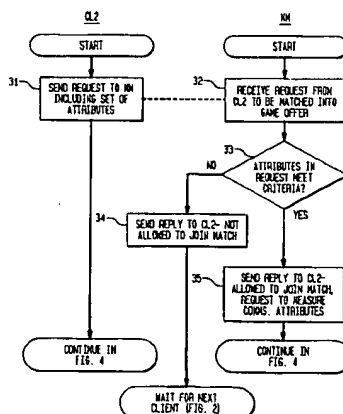 CL2
NM
START
START
31
SEND REQUEST TO NM
INCLUDING SET OF
ATTRIBUTES
32
RECEIVE REQUEST FROM
CL2 TO BE MATCHED INTO
GAME OFFER
33
ATTRIBUTES IN
REQUEST MEET
CRITERIA?
NO
YES
34
SEND REPLY TO CL2- NOT
ALLOWED TO JOIN MATCH
35
SEND REPLY TO CL2-
ALLOWED TO JOIN MATCH,
REQUEST TO MEASURE
COMMS. ATTRIBUTES
CONTINUE IN
FIG. 4
CONTINUE IN
FIG. 4
WAIT FOR NEXT
CLIENT (FIG. 2)